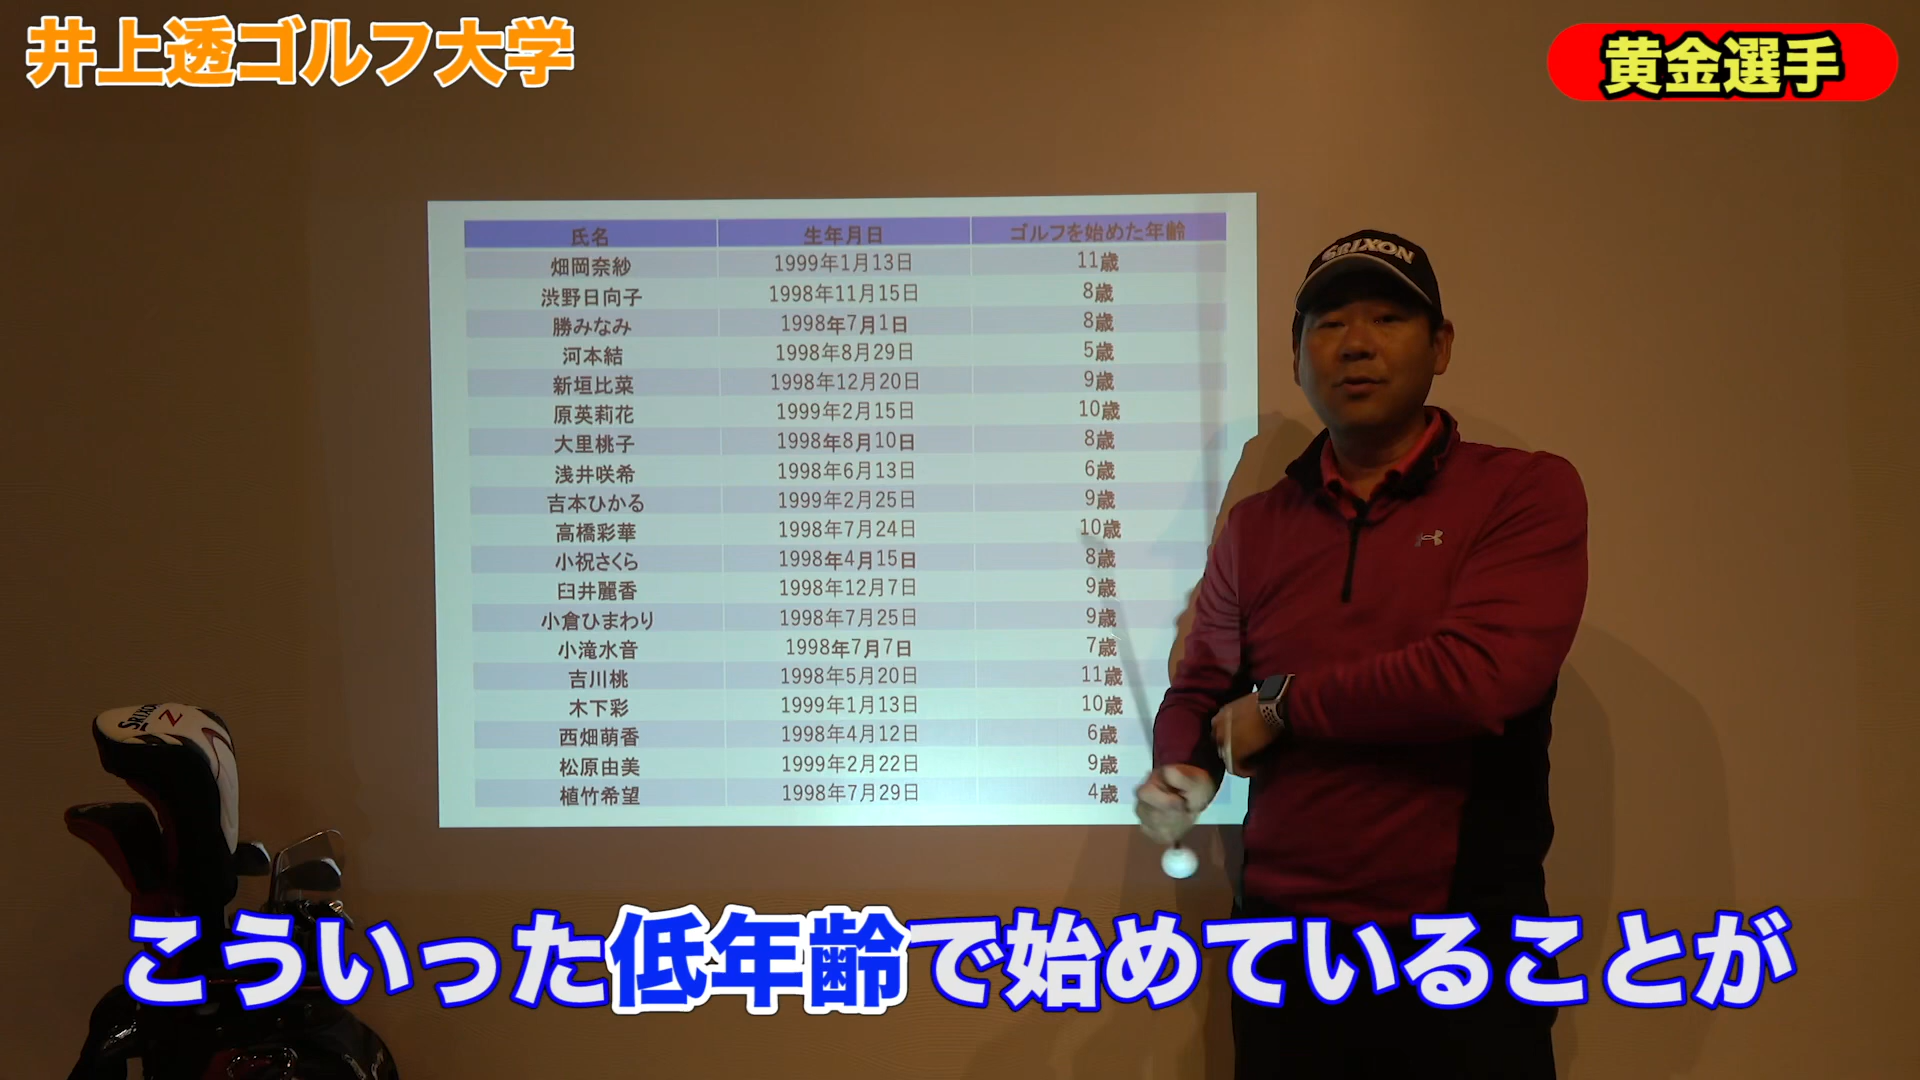 井上透ゴルフ大学
黄金選手
氏名 生年月日 ゴルフを始めた年齢
畑岡奈紗 1999年1月13日 11歳
渋野日向子 1998年11月15日 8歳
勝みなみ 1998年7月1日 8歳
河本結 1998年8月29日 5歳
新垣比菜 1998年12月20日 9歳
原英莉花 1999年2月15日 10歳
大里桃子 1998年8月10日 8歳
浅井咲希 1998年6月13日 6歳
吉本ひかる 1999年2月25日 9歳
高橋彩華 1998年7月24日 10歳
小祝さくら 1998年4月15日 8歳
臼井麗香 1998年12月7日 9歳
小倉ひまわり 1998年7月25日 9歳
小滝水音 1998年7月7日 7歳
吉川桃 1998年5月20日 11歳
木下彩 1999年1月13日 10歳
西畑萌香 1998年4月12日 6歳
松原由美 1999年2月22日 9歳
植竹希望 1998年7月29日 4歳
SRIXON
SRIXON
Z
こういった低年齢で始めていることが